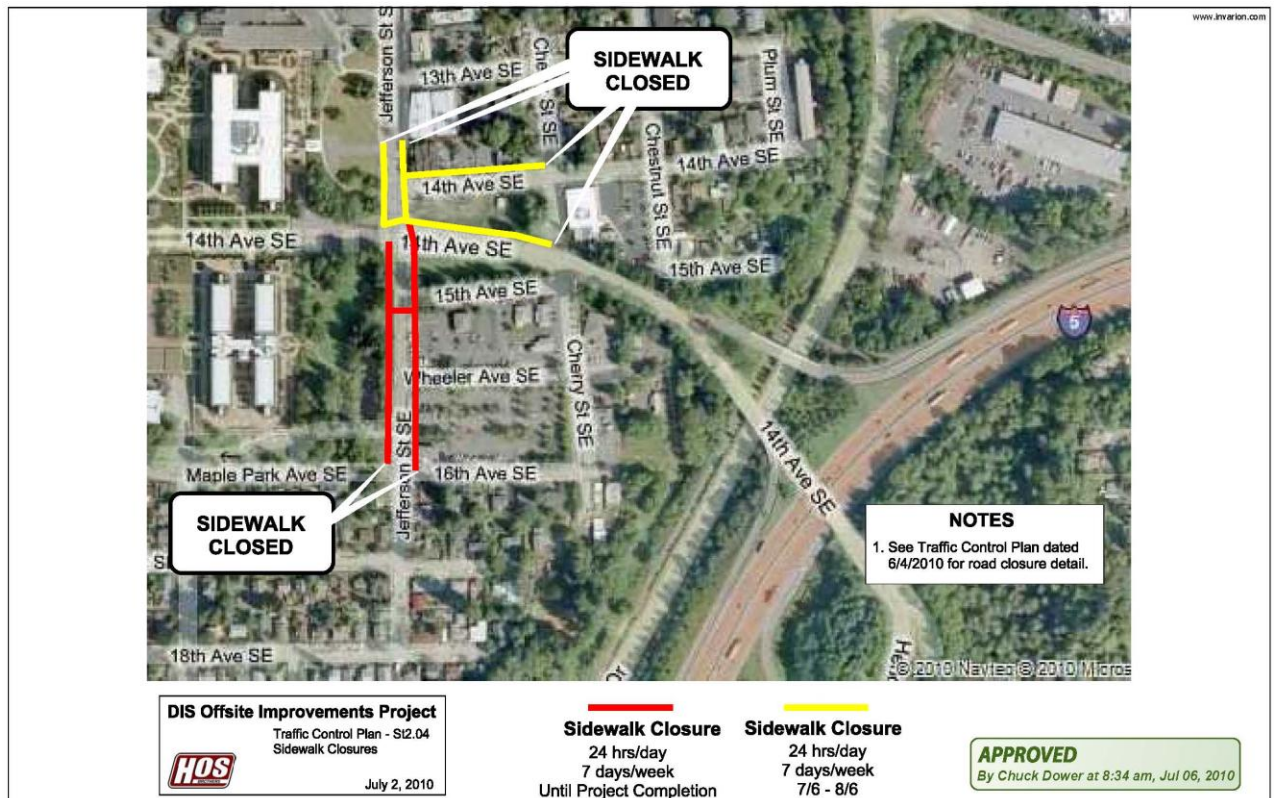 www.invarion.com
Jefferson St S
13th Ave SE
SIDEWALK
CLOSED
Plum St SE
Chestnut St SE
14th Ave SE
14th Ave SE
14th Ave SE
14th Ave SE
15th Ave SE
15th Ave SE
5
Wheeler Ave SE
Cherry St SE
14th Ave SE
Maple Park Ave SE
Jefferson St SE
16th Ave SE
SIDEWALK
CLOSED
NOTES
1. See Traffic Control Plan dated
6/4/2010 for road closure detail.
18th Ave SE
© 2010 Navteq © 2010 Micros
DIS Offsite Improvements Project
Traffic Control Plan - St2.04
Sidewalk Closures
HOS
BROTHERS
July 2, 2010
Sidewalk Closure
24 hrs/day
7 days/week
Until Project Completion
Sidewalk Closure
24 hrs/day
7 days/week
7/6 - 8/6
APPROVED
By Chuck Dower at 8:34 am, Jul 06, 2010